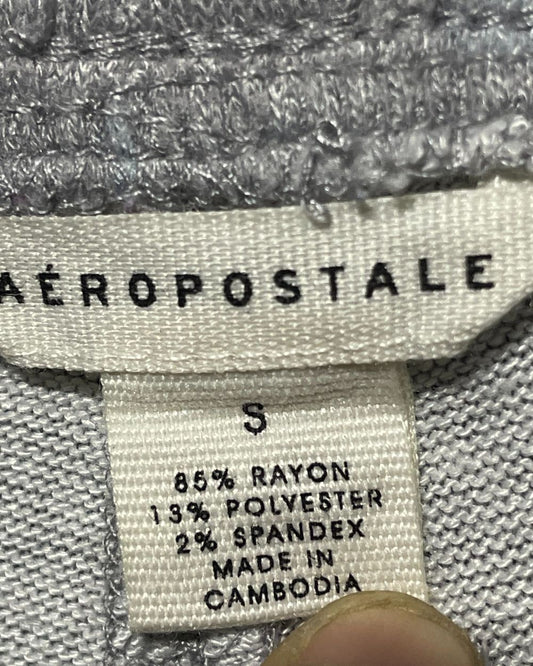 AÉROPOSTALE
S
85% RAYON
13% POLYESTER
2% SPANDEX
MADE IN
CAMBODIA